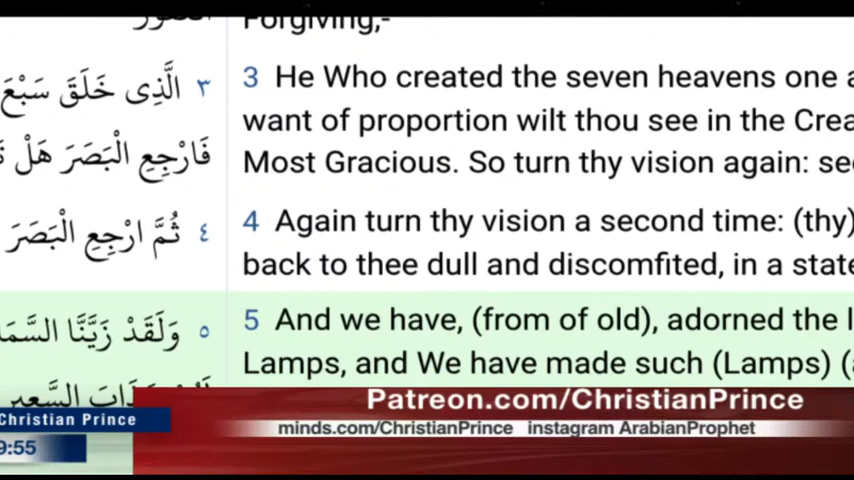 Forgiving,-
الَّذِى خَلَقَ سَبْعَ ٣
3 He Who created the seven heavens one a
want of proportion wilt thou see in the Crea
فَارْجِعِ الْبَصَرَ هَلْ
Most Gracious. So turn thy vision again: see
ثُمَّ ارْجِعِ الْبَصَرَ ٤
4 Again turn thy vision a second time: (thy)
back to thee dull and discomfited, in a state
وَلَقَدْ زَيَّنَّا السَّمَا ٥
5 And we have, (from of old), adorned the l
Lamps, and We have made such (Lamps) (a
السَّعِيرِ
Patreon.com/ChristianPrince
Christian Prince
minds.com/ChristianPrince instagram ArabianProphet
9:55